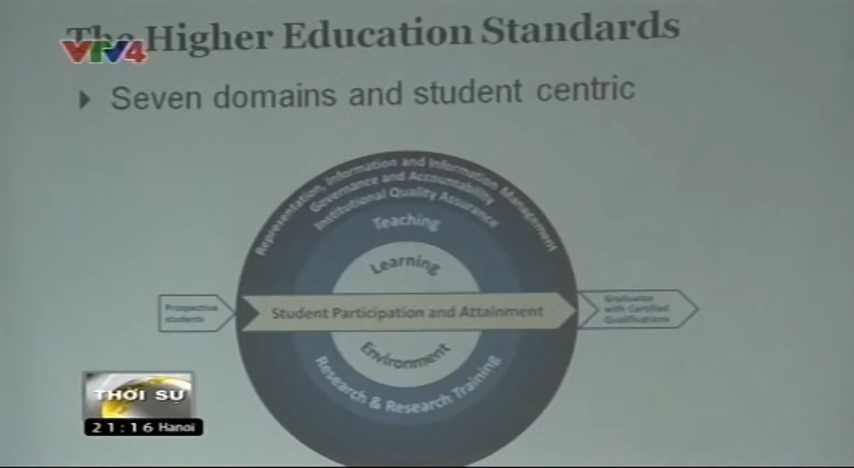 The Higher Education Standards
VTV4
Seven domains and student centric
Representation, Information and Information Management
Governance and Accountability
Institutional Quality Assurance
Teaching
Learning
Prospective
students
Student Participation and Attainment
Graduates
with Certified
Qualifications
Environment
Research & Research Training
THỜI SỰ
21:16 Hanoi